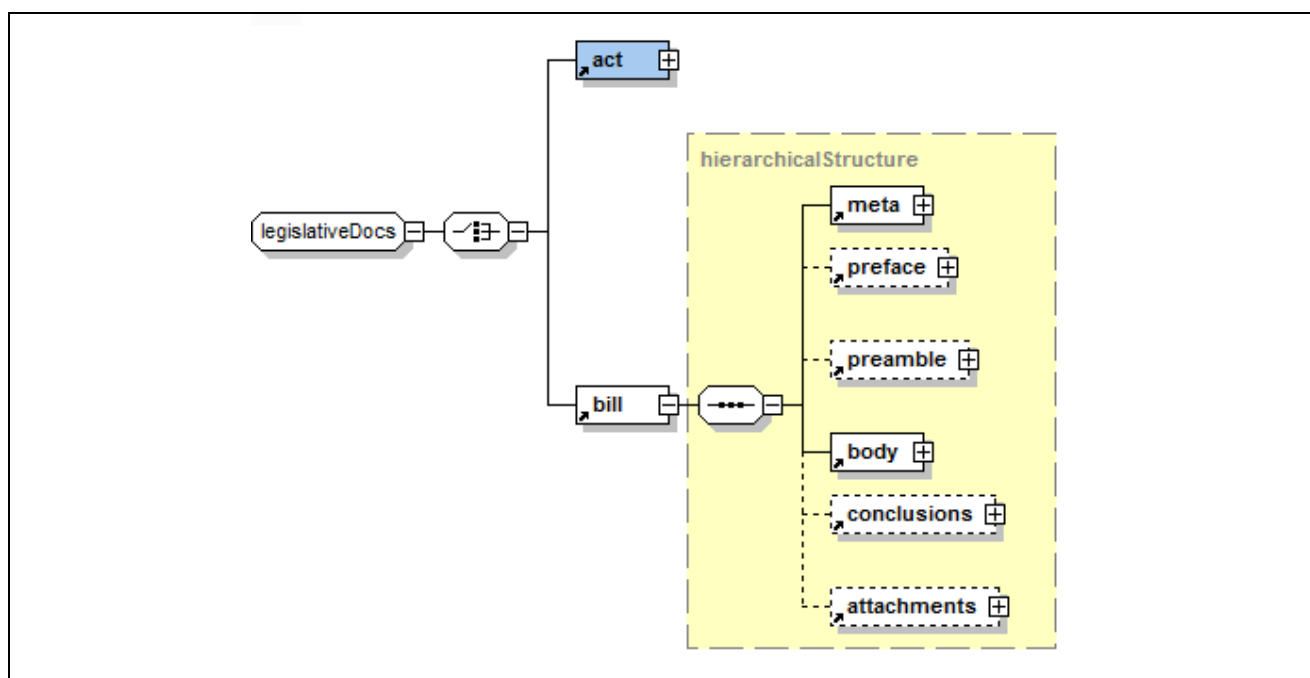 act
hierarchicalStructure
meta
legislativeDocs
preface
preamble
bill
body
conclusions
attachments